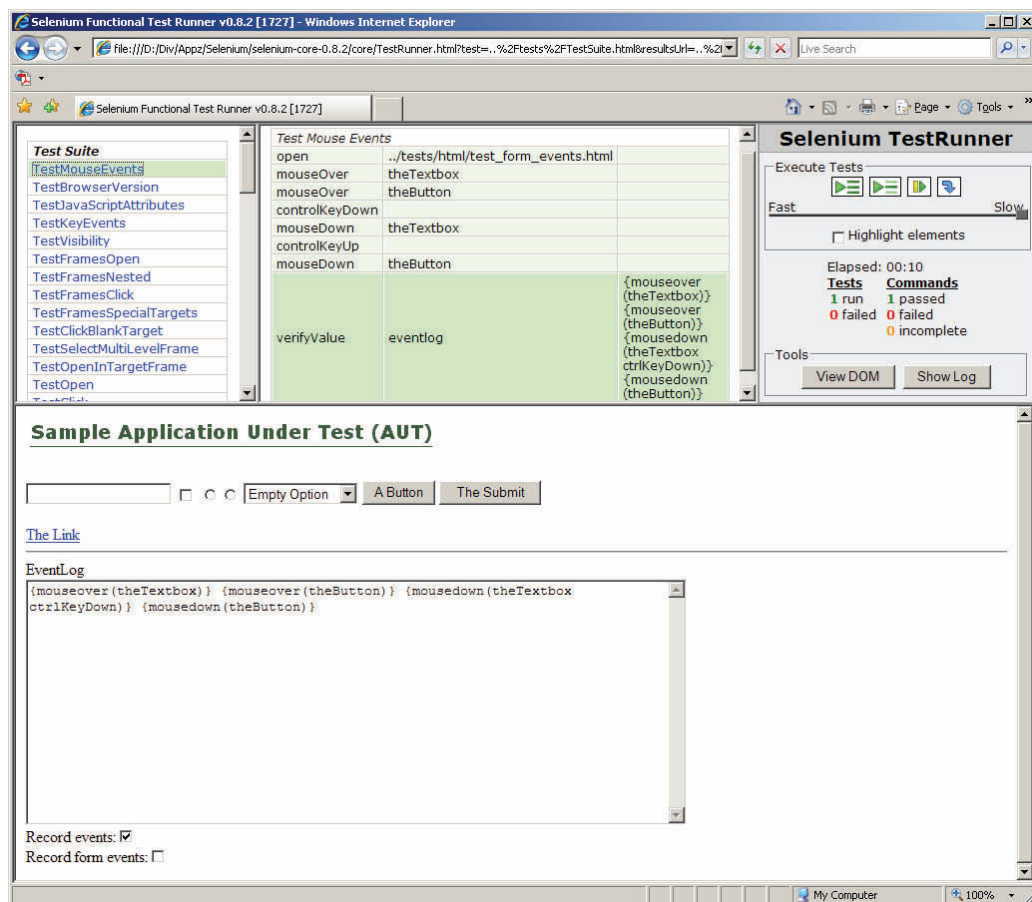 Selenium Functional Test Runner v0.8.2 [1727] - Windows Internet Explorer
file:///D:/Div/Appz/Selenium/selenium-core-0.8.2/core/TestRunner.html?test=..%2Ftests%2FTestSuite.html&resultsUrl=..%2
Live Search
Selenium Functional Test Runner v0.8.2 [1727]
Page
Tools
Test Suite
TestMouseEvents
TestBrowserVersion
TestJavaScriptAttributes
TestKeyEvents
TestVisibility
TestFramesOpen
TestFramesNested
TestFramesClick
TestFramesSpecialTargets
TestClickBlankTarget
TestSelectMultiLevelFrame
TestOpenInTargetFrame
TestOpen
TestClick
Test Mouse Events
open ../tests/html/test_form_events.html
mouseOver theTextbox
mouseOver theButton
controlKeyDown
mouseDown theTextbox
controlKeyUp
mouseDown theButton
verifyValue eventlog
{mouseover
(theTextbox)}
{mouseover
(theButton)}
{mousedown
(theTextbox
ctrlKeyDown)}
{mousedown
(theButton)}
Selenium TestRunner
Execute Tests
Fast Slow
Highlight elements
Elapsed: 00:10
Tests Commands
1 run 1 passed
0 failed 0 failed
0 incomplete
Tools
View DOM Show Log
Sample Application Under Test (AUT)
Empty Option A Button The Submit
The Link
EventLog
{mouseover(theTextbox)} {mouseover(theButton)} {mousedown(theTextbox
ctrlKeyDown)} {mousedown(theButton)}
Record events:
Record form events:
My Computer 100%